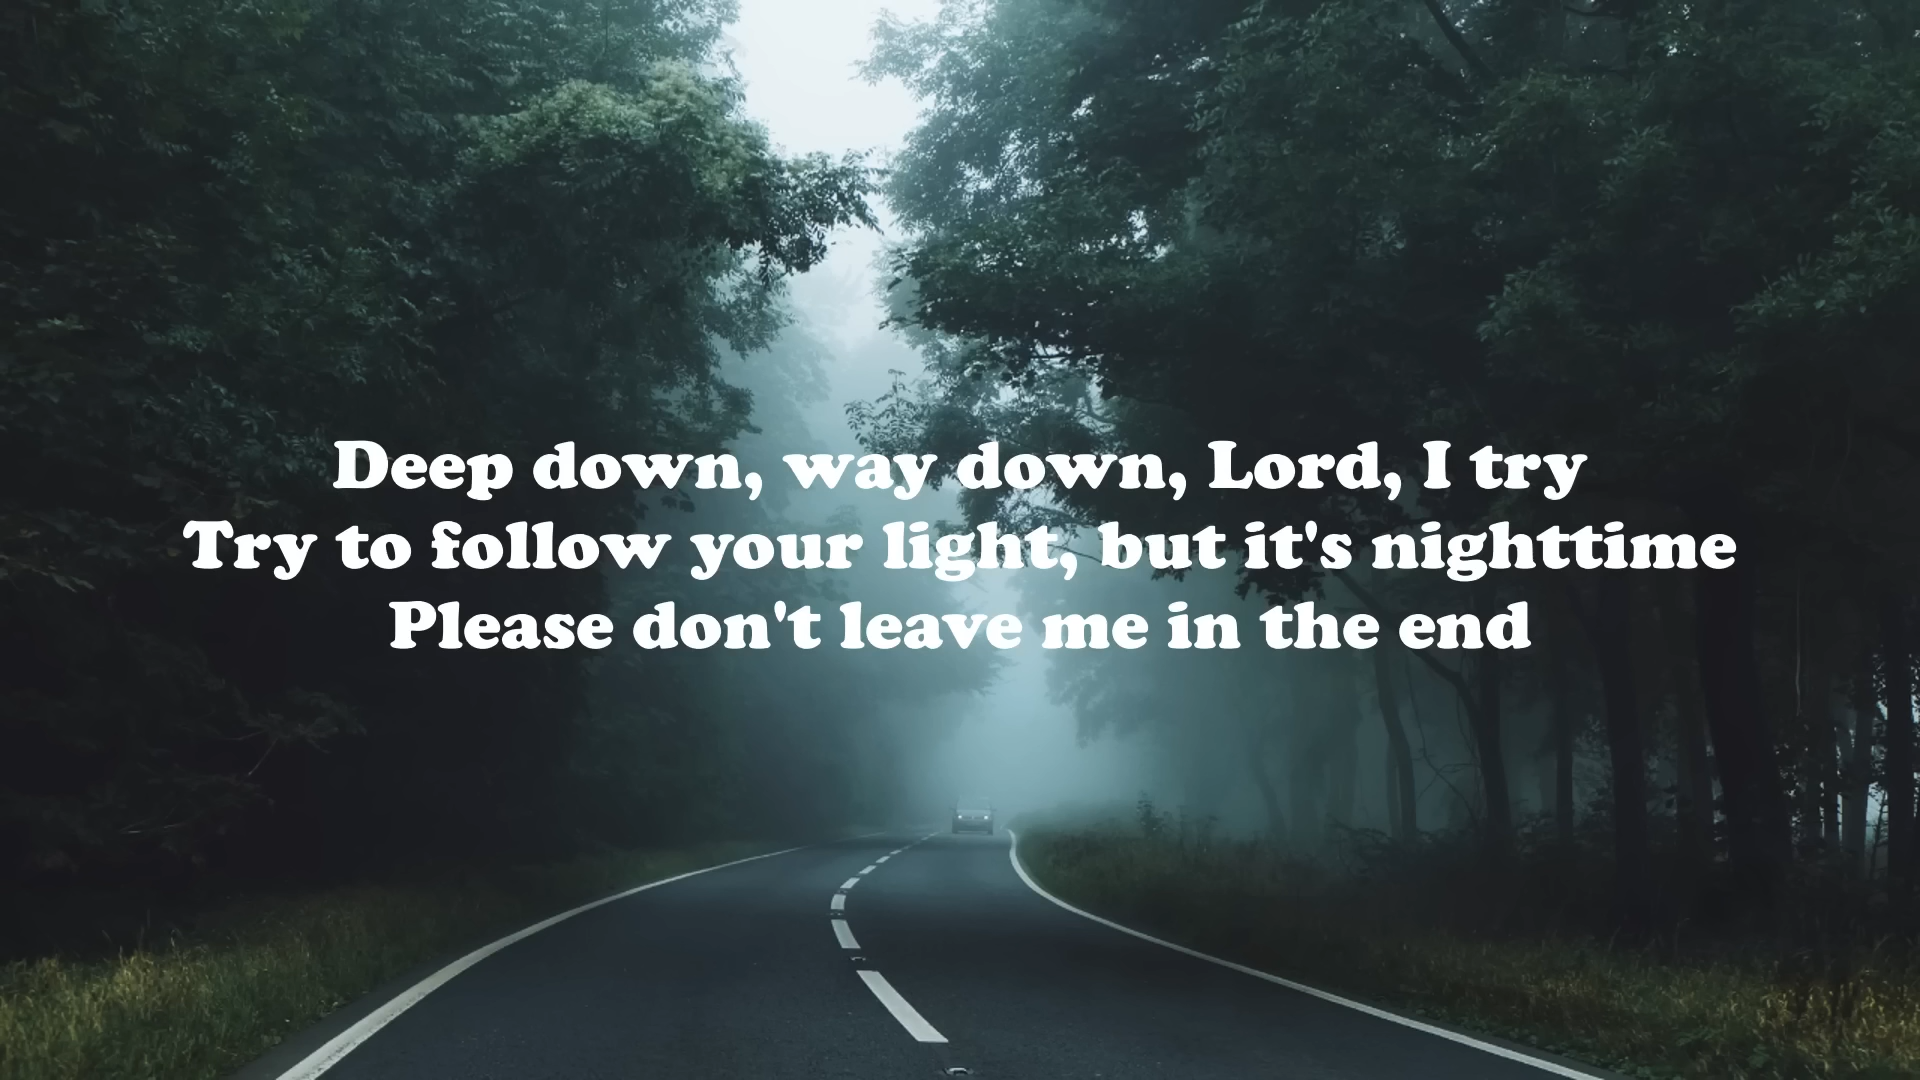 Deep down, way down, Lord, I try
Try to follow your light, but it's nighttime
Please don't leave me in the end